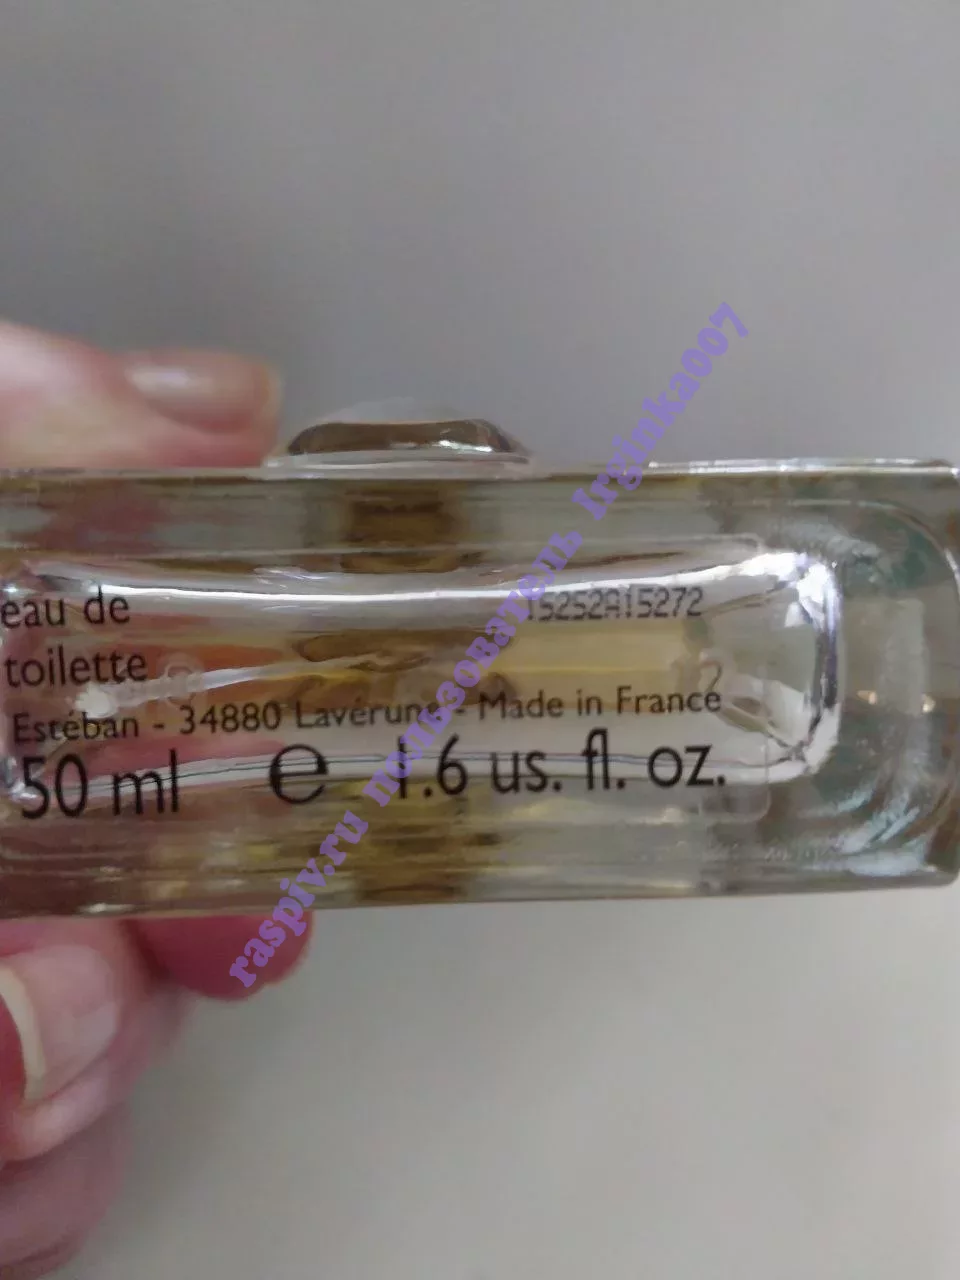 eau de
15252A15272
toilette
Estéban - 34880 Lavérune - Made in France
50 ml e 1.6 us. fl. oz.
raspiv.ru пользователь Irginka007